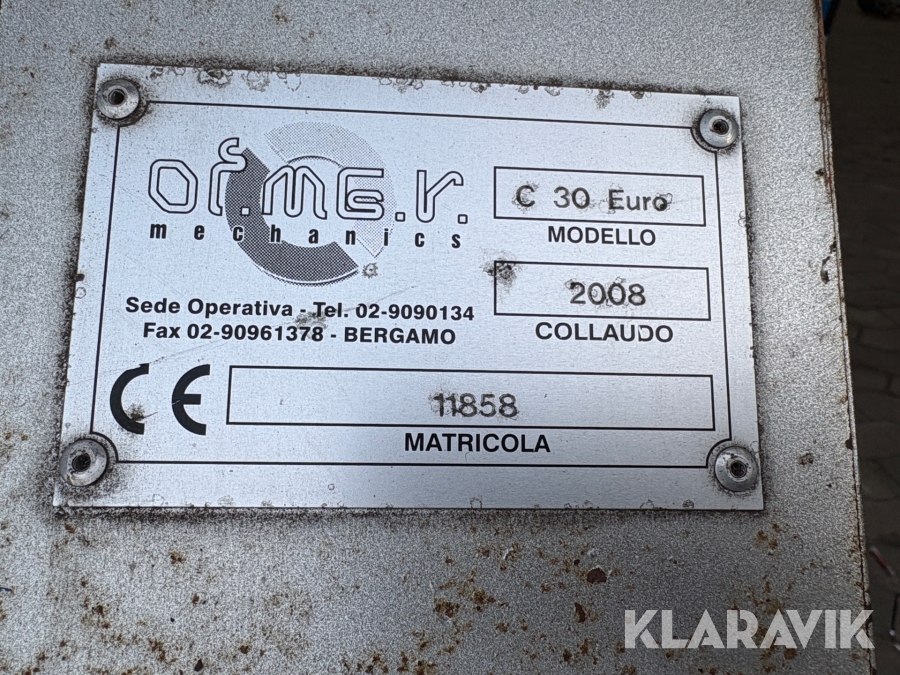 of.me.r.
mechanics
Sede Operativa - Tel. 02-9090134
Fax 02-90961378 - BERGAMO
C 30 Euro
MODELLO
2008
COLLAUDO
CE
11858
MATRICOLA
KLARAVIK